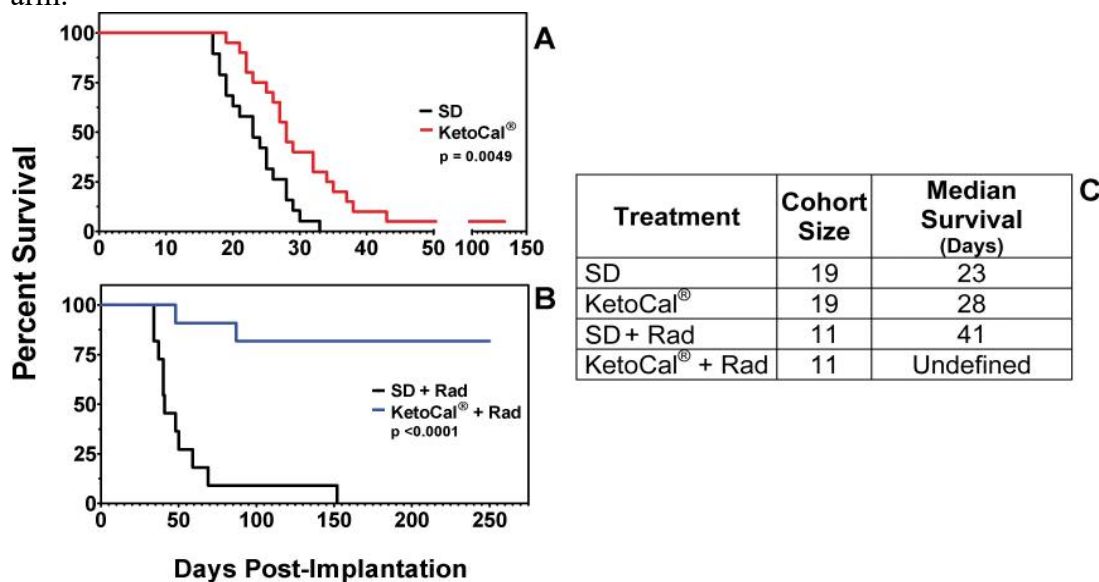 arm.
Percent Survival
A
100
75
50
25
0
SD
KetoCal®
p = 0.0049
0 10 20 30 40 50 100 150
B
100
75
50
25
0
SD + Rad
KetoCal® + Rad
p <0.0001
0 50 100 150 200 250
Days Post-Implantation
C
Treatment Cohort Size Median Survival (Days)
SD 19 23
KetoCal® 19 28
SD + Rad 11 41
KetoCal® + Rad 11 Undefined